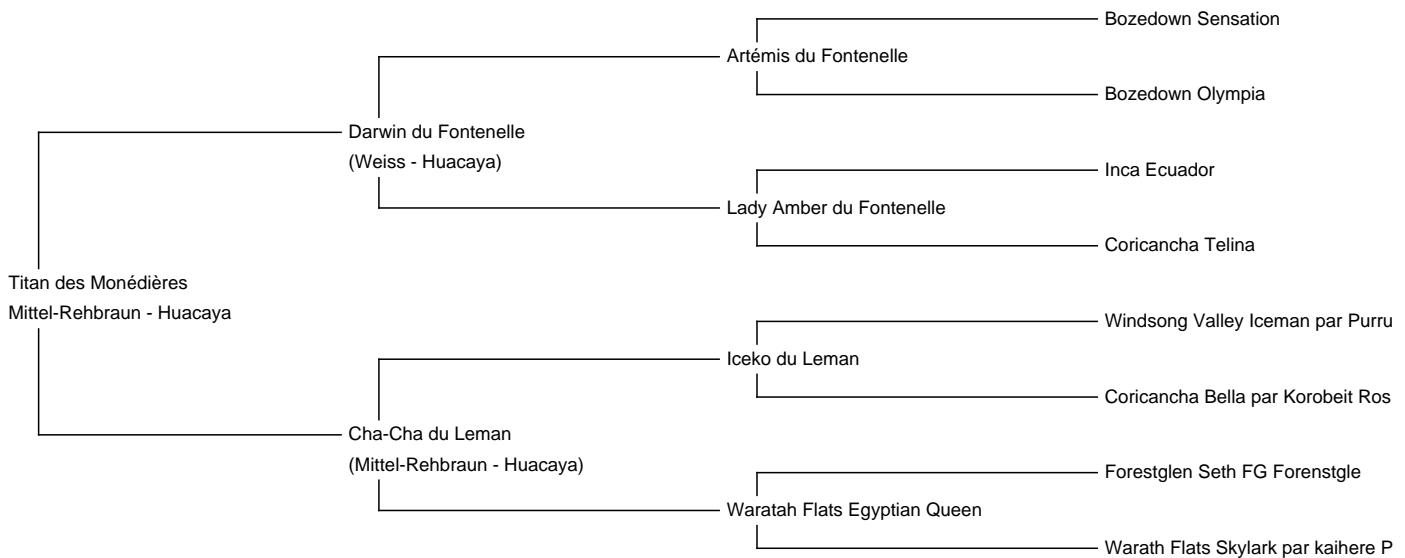 Bozedown Sensation
Artémis du Fontenelle
Bozedown Olympia
Darwin du Fontenelle
(Weiss - Huacaya)
Inca Ecuador
Lady Amber du Fontenelle
Coricancha Telina
Titan des Monédières
Mittel-Rehbraun - Huacaya
Windsong Valley Iceman par Purru
Iceko du Leman
Coricancha Bella par Korobeit Ros
Cha-Cha du Leman
(Mittel-Rehbraun - Huacaya)
Forestglen Seth FG Forenstgle
Waratah Flats Egyptian Queen
Warath Flats Skylark par kaihere P